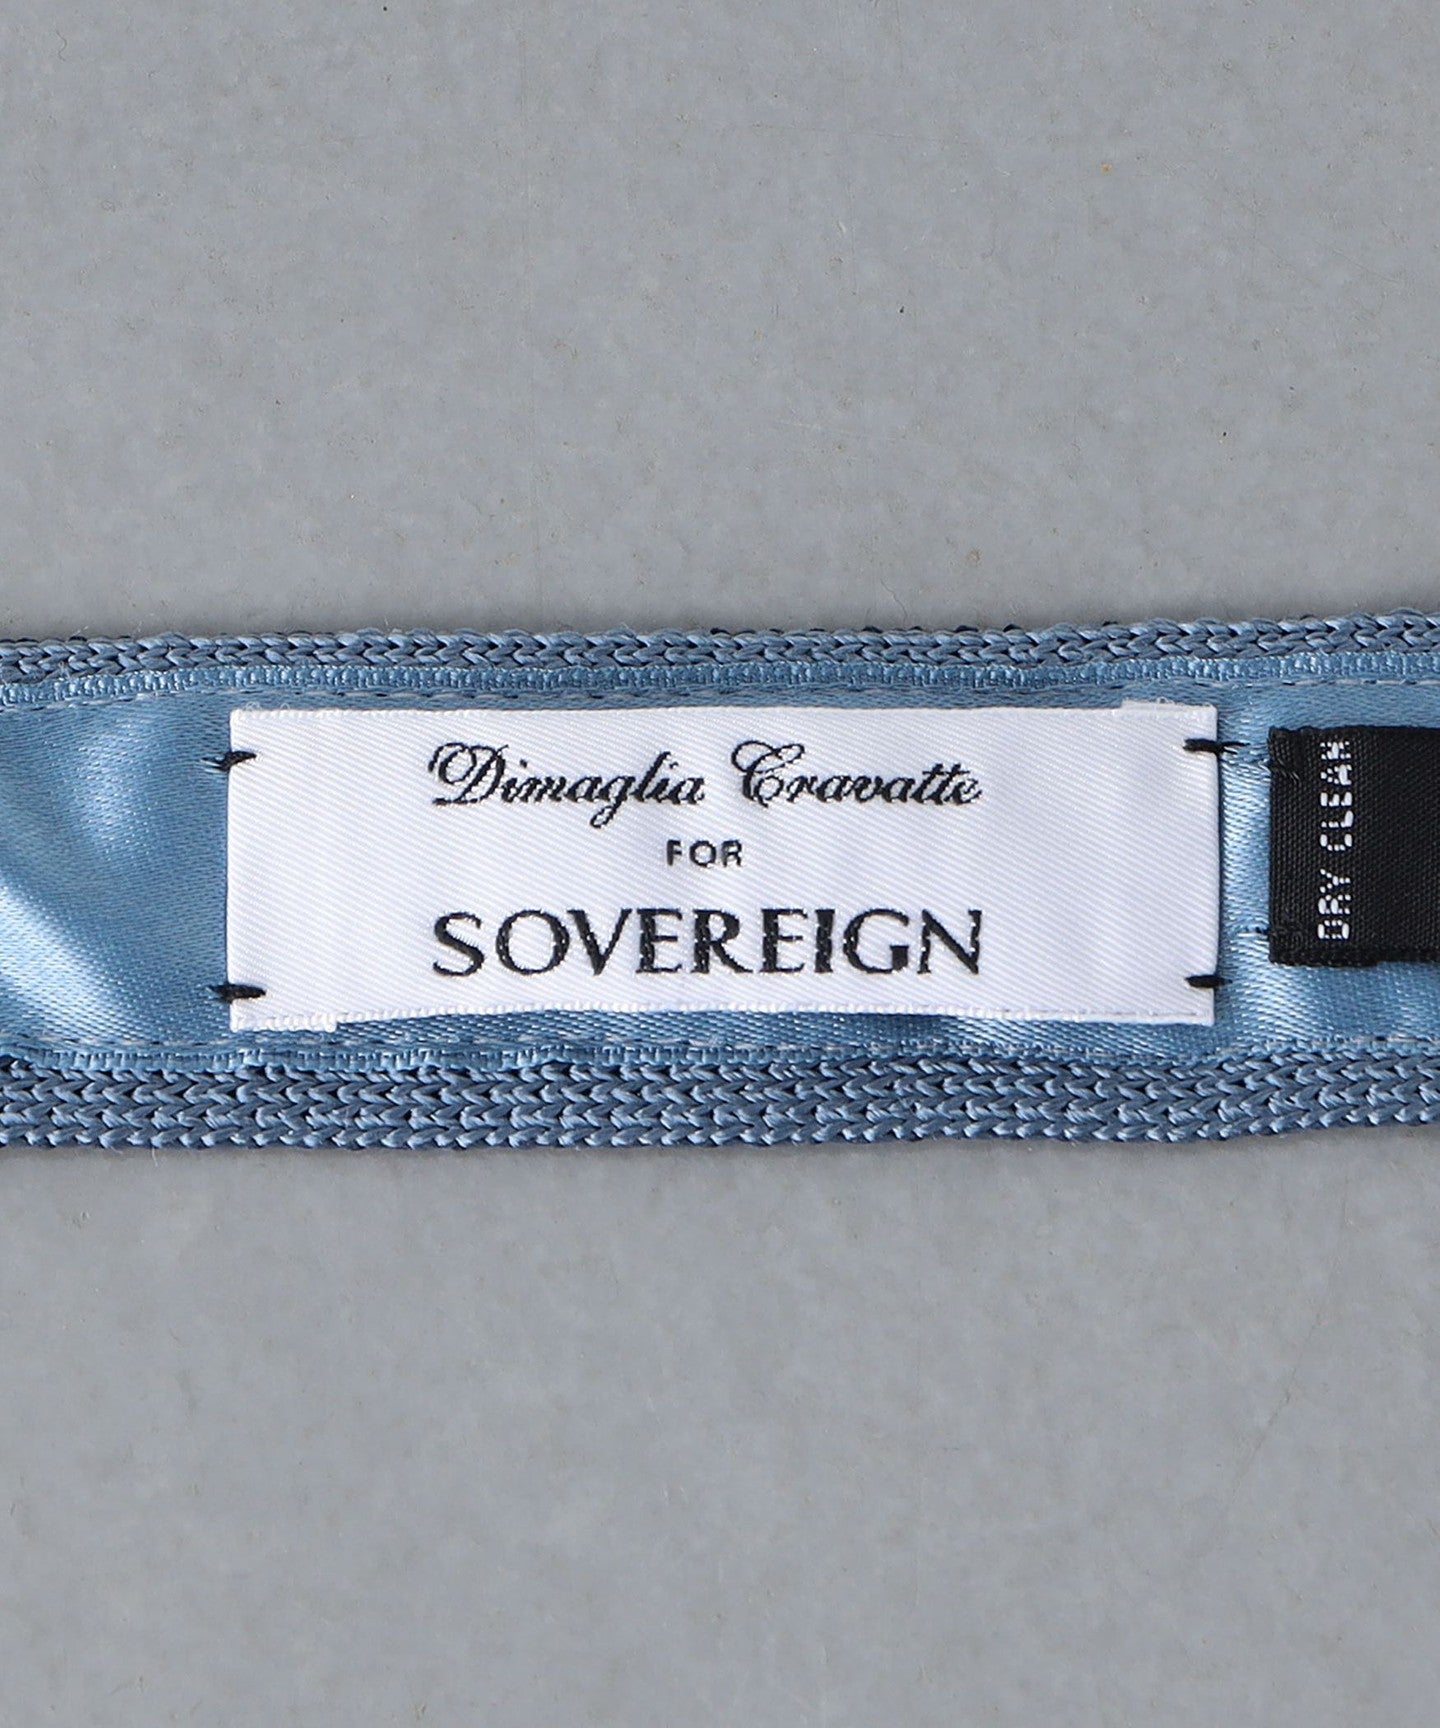 Dimaglia Cravatte
FOR
SOVEREIGN
DRY CLEAN